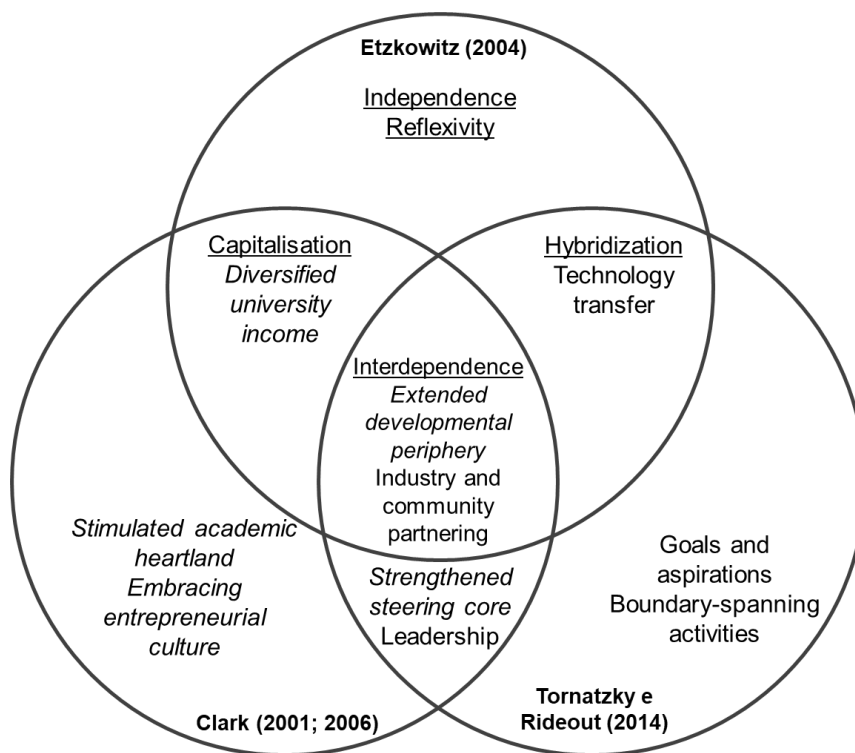 Etzkowitz (2004)
Independence
Reflexivity
Capitalisation
Diversified
university
income
Hybridization
Technology
transfer
Interdependence
Extended
developmental
periphery
Industry and
community
partnering
Stimulated academic
heartland
Embracing
entrepreneurial
culture
Strengthened
steering core
Leadership
Goals and
aspirations
Boundary-spanning
activities
Clark (2001; 2006)
Tornatzky e
Rideout (2014)